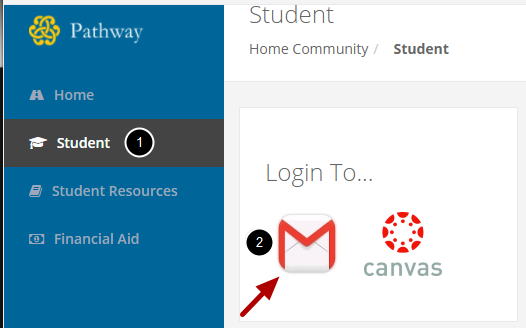 Pathway
Home
Student
1
Student Resources
Financial Aid
Student
Home Community / Student
Login To...
2
canvas